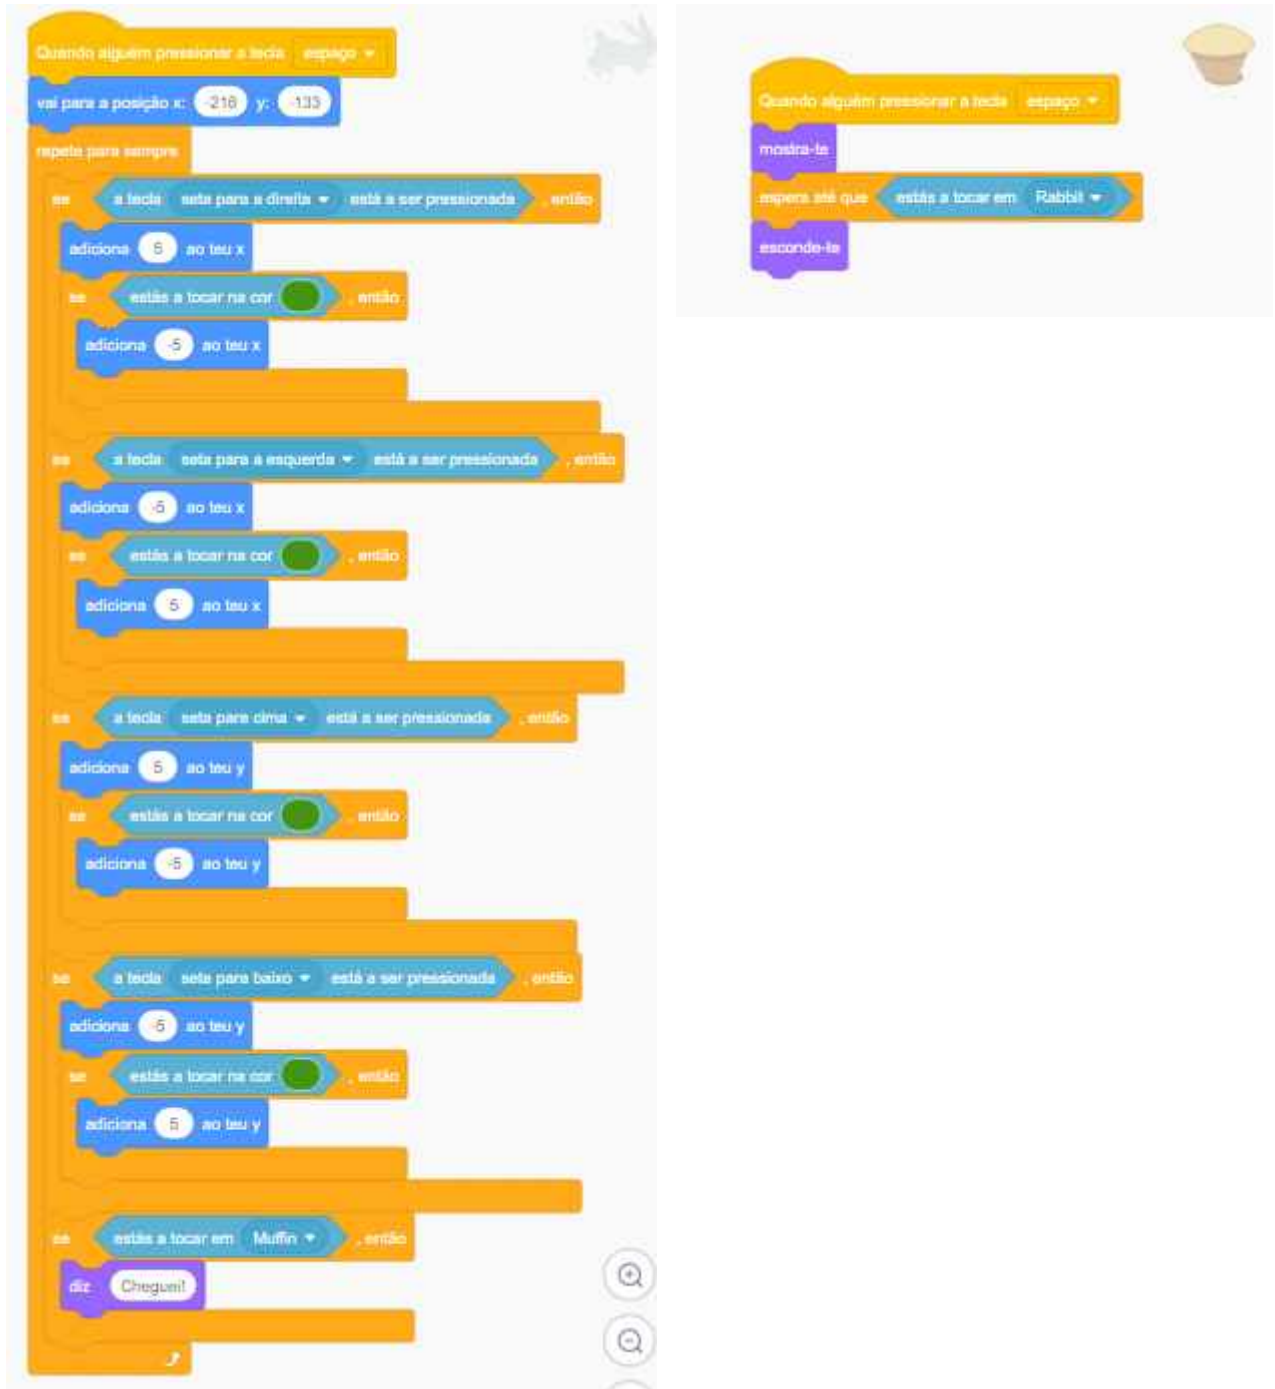 Quando alguém pressionar a tecla espaço
vai para a posição x: -216 y: -133
repete para sempre
se a tecla seta para a direita está a ser pressionada , então
adiciona 5 ao teu x
se estás a tocar na cor , então
adiciona -5 ao teu x
se a tecla seta para a esquerda está a ser pressionada , então
adiciona -5 ao teu x
se estás a tocar na cor , então
adiciona 5 ao teu x
se a tecla seta para cima está a ser pressionada , então
adiciona 5 ao teu y
se estás a tocar na cor , então
adiciona -5 ao teu y
se a tecla seta para baixo está a ser pressionada , então
adiciona -5 ao teu y
se estás a tocar na cor , então
adiciona 5 ao teu y
se estás a tocar em Muffin , então
diz Cheguei!
Quando alguém pressionar a tecla espaço
mostra-te
espera até que estás a tocar em Rabbit
esconde-te